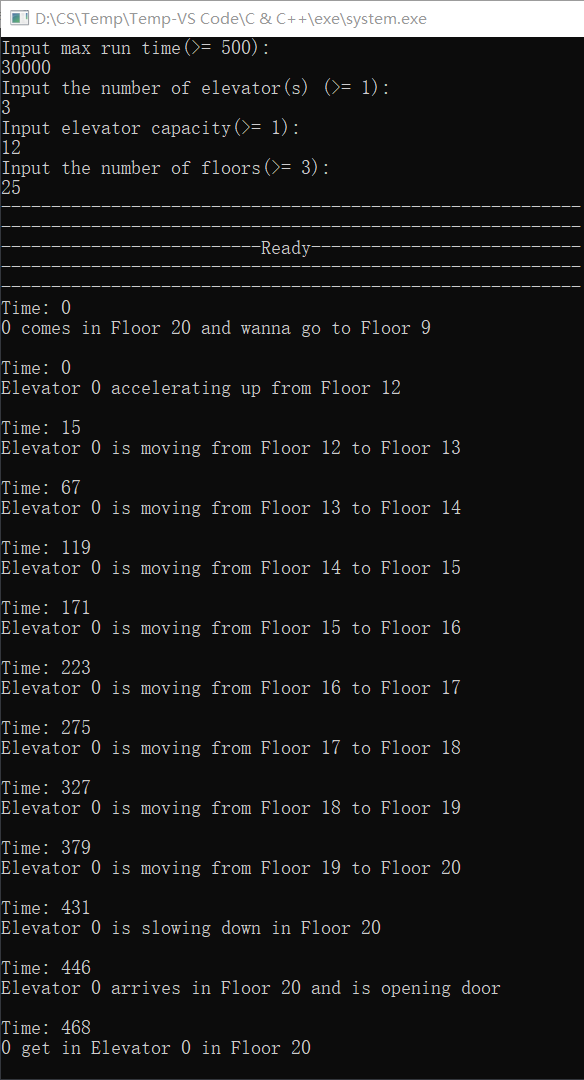 D:\CS\Temp\Temp-VS Code\C & C++\exe\system.exe
Input max run time(>= 500):
30000
Input the number of elevator(s) (>= 1):
3
Input elevator capacity(>= 1):
12
Input the number of floors(>= 3):
25
----------------------------------------------------------
----------------------------------------------------------
--------------------------Ready---------------------------
----------------------------------------------------------
----------------------------------------------------------
Time: 0
0 comes in Floor 20 and wanna go to Floor 9
Time: 0
Elevator 0 accelerating up from Floor 12
Time: 15
Elevator 0 is moving from Floor 12 to Floor 13
Time: 67
Elevator 0 is moving from Floor 13 to Floor 14
Time: 119
Elevator 0 is moving from Floor 14 to Floor 15
Time: 171
Elevator 0 is moving from Floor 15 to Floor 16
Time: 223
Elevator 0 is moving from Floor 16 to Floor 17
Time: 275
Elevator 0 is moving from Floor 17 to Floor 18
Time: 327
Elevator 0 is moving from Floor 18 to Floor 19
Time: 379
Elevator 0 is moving from Floor 19 to Floor 20
Time: 431
Elevator 0 is slowing down in Floor 20
Time: 446
Elevator 0 arrives in Floor 20 and is opening door
Time: 468
0 get in Elevator 0 in Floor 20